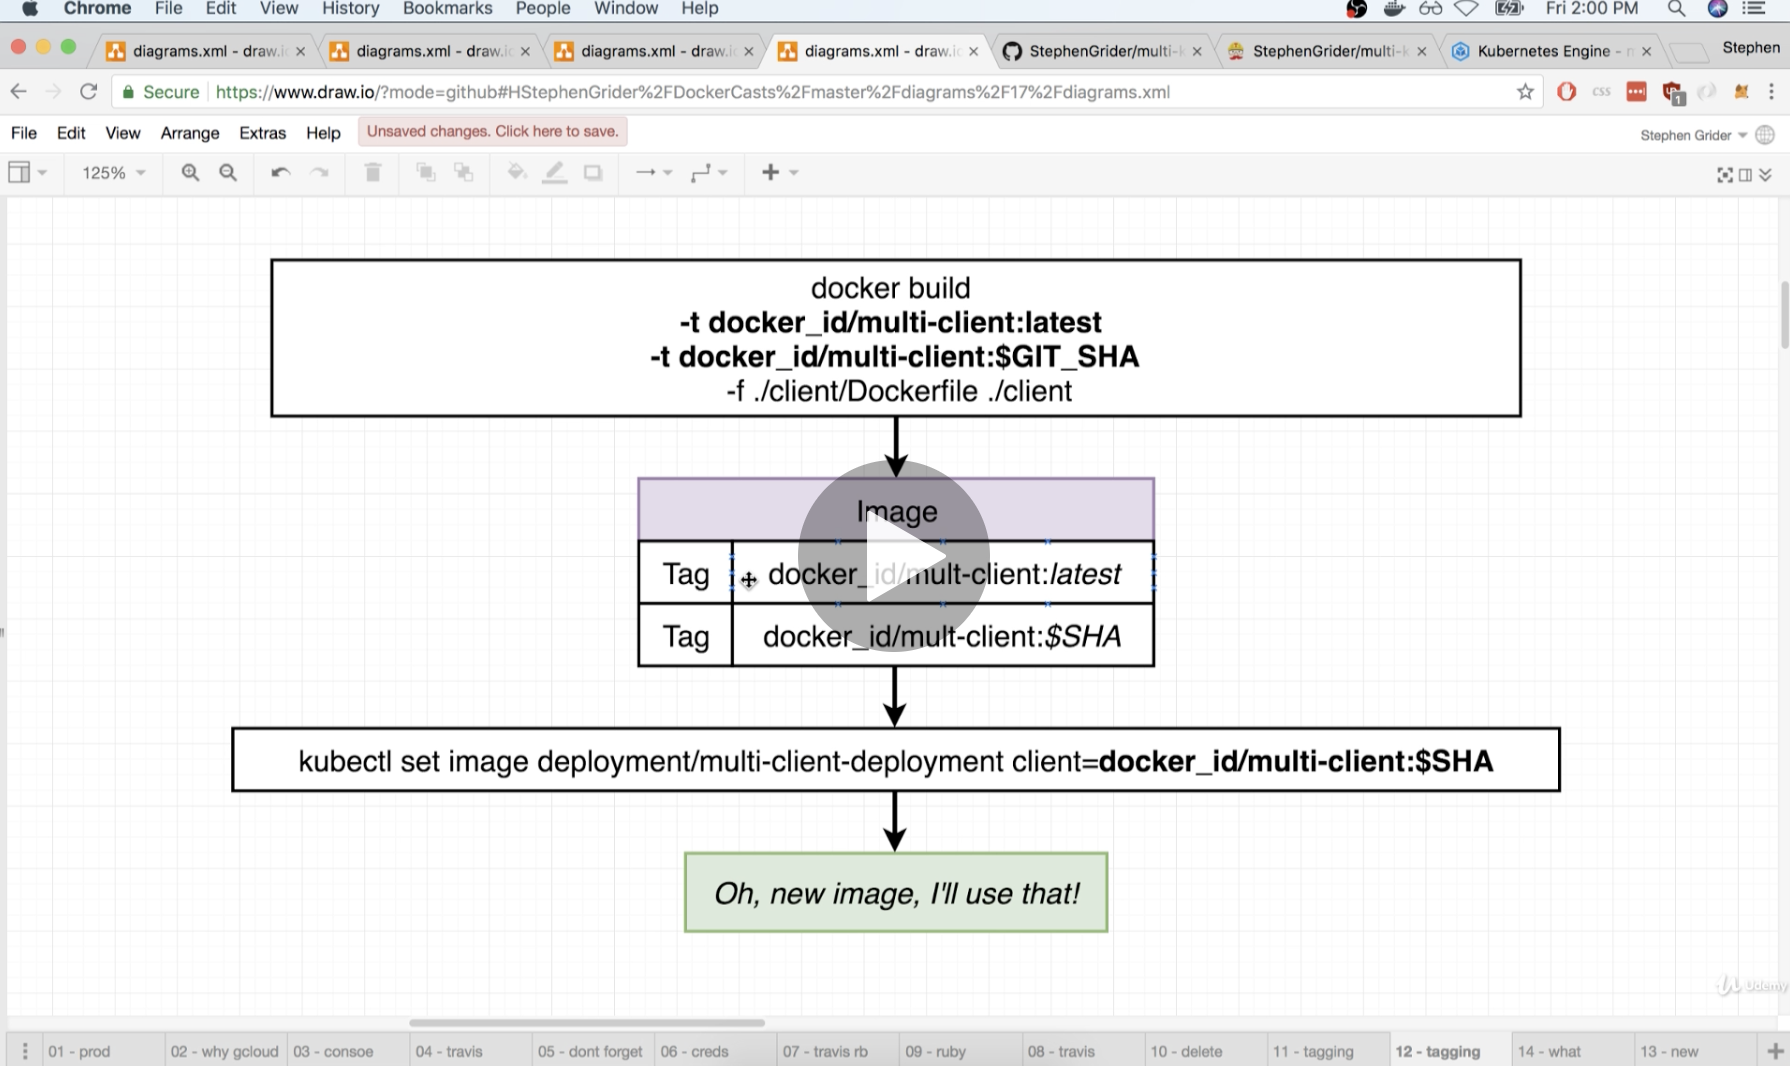 Chrome File Edit View History Bookmarks People Window Help Fri 2:00 PM
diagrams.xml - draw.io diagrams.xml - draw.io diagrams.xml - draw.io diagrams.xml - draw.io StephenGrider/multi-k StephenGrider/multi-k Kubernetes Engine - Stephen
Secure https://www.draw.io/?mode=github#HStephenGrider%2FDockerCasts%2Fmaster%2Fdiagrams%2F17%2Fdiagrams.xml css 1
File Edit View Arrange Extras Help Unsaved changes. Click here to save. Stephen Grider
125%
docker build
-t docker_id/multi-client:latest
-t docker_id/multi-client:$GIT_SHA
-f ./client/Dockerfile ./client
Image
Tag docker_id/mult-client:latest
Tag docker_id/mult-client:$SHA
kubectl set image deployment/multi-client-deployment client=docker_id/multi-client:$SHA
Oh, new image, I'll use that!
Udemy
01 - prod 02 - why gcloud 03 - consoe 04 - travis 05 - dont forget 06 - creds 07 - travis rb 09 - ruby 08 - travis 10 - delete 11 - tagging 12 - tagging 14 - what 13 - new